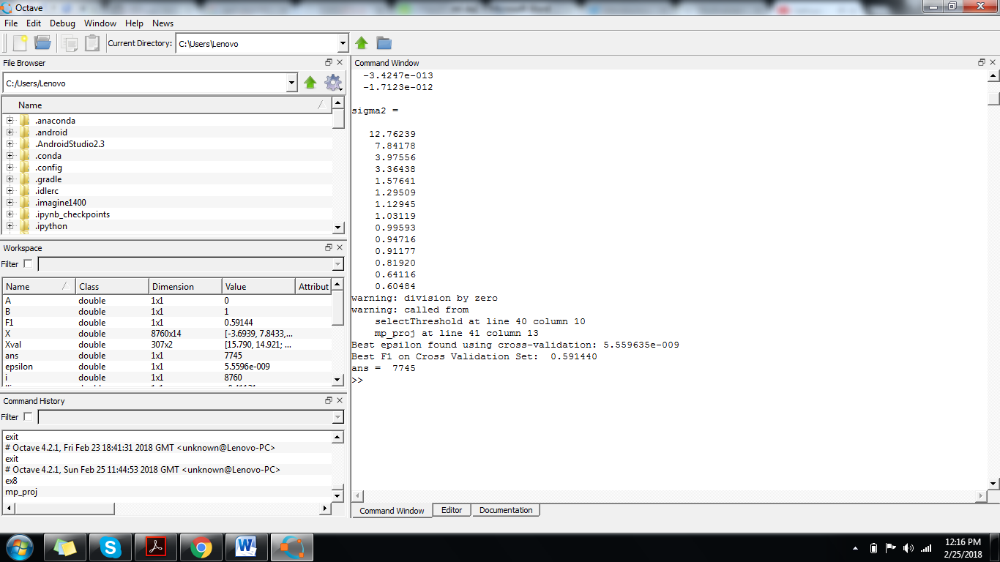 Octave
File Edit Debug Window Help News
Current Directory: C:\Users\Lenovo
File Browser
C:/Users/Lenovo
Name
.anaconda
.android
.AndroidStudio2.3
.conda
.config
.gradle
.idlerc
.imagine1400
.ipynb_checkpoints
.ipython
Workspace
Filter
Name Class Dimension Value Attribut
A double 1x1 0
B double 1x1 1
F1 double 1x1 0.59144
X double 8760x14 [-3.6939, 7.8433,...
Xval double 307x2 [15.790, 14.921; ...
ans double 1x1 7745
epsilon double 1x1 5.5596e-009
i double 1x1 8760
Command History
Filter
exit
# Octave 4.2.1, Fri Feb 23 18:41:31 2018 GMT <unknown@Lenovo-PC>
exit
# Octave 4.2.1, Sun Feb 25 11:44:53 2018 GMT <unknown@Lenovo-PC>
ex8
mp_proj
Command Window
-3.4247e-013
-1.7123e-012
sigma2 =
12.76239
7.84178
3.97556
3.36438
1.57641
1.29509
1.12945
1.03119
0.99593
0.94716
0.91177
0.81920
0.64116
0.60484
warning: division by zero
warning: called from
selectThreshold at line 40 column 10
mp_proj at line 41 column 13
Best epsilon found using cross-validation: 5.559635e-009
Best F1 on Cross Validation Set: 0.591440
ans = 7745
>>
Command Window Editor Documentation
12:16 PM
2/25/2018